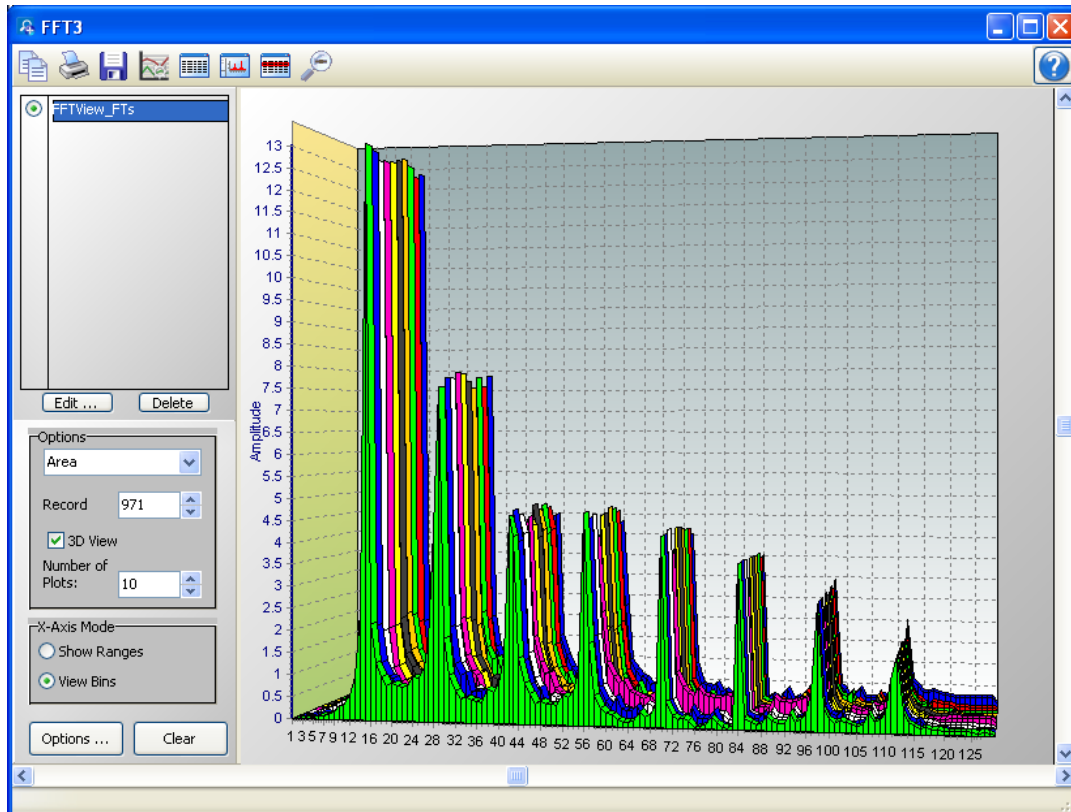 FFT3
FFTView_FTs
Edit ...
Delete
Options
Area
Record
971
3D View
Number of
Plots:
10
X-Axis Mode
Show Ranges
View Bins
Options ...
Clear
Amplitude
13
12.5
12
11.5
11
10.5
10
9.5
9
8.5
8
7.5
7
6.5
6
5.5
5
4.5
4
3.5
3
2.5
2
1.5
1
0.5
0
1 3 5 7 9 12 16 20 24 28 32 36 40 44 48 52 56 60 64 68 72 76 80 84 88 92 96 100 105 110 115 120 125